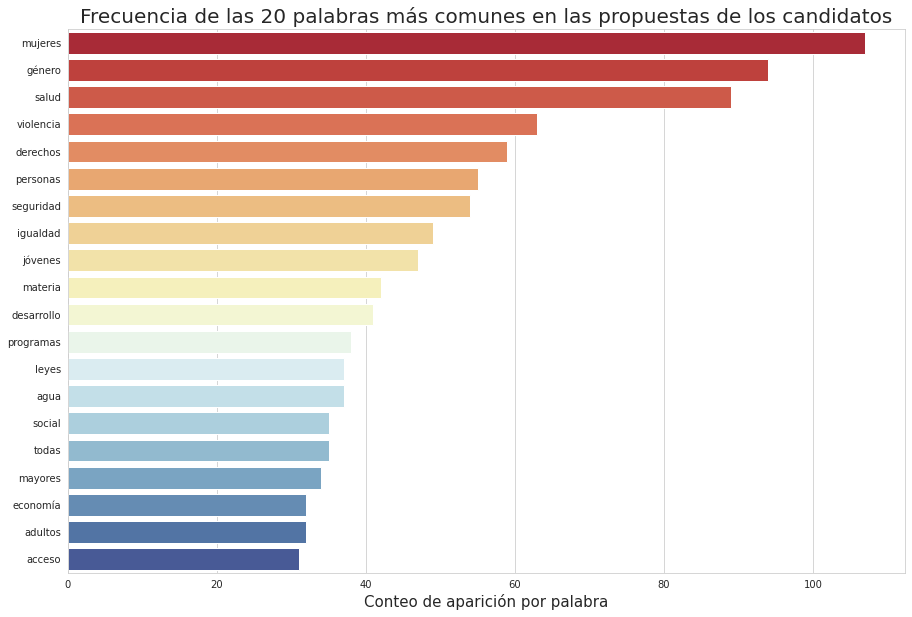 Frecuencia de las 20 palabras más comunes en las propuestas de los candidatos
mujeres
género
salud
violencia
derechos
personas
seguridad
igualdad
jóvenes
materia
desarrollo
programas
leyes
agua
social
todas
mayores
economía
adultos
acceso
0 20 40 60 80 100
Conteo de aparición por palabra